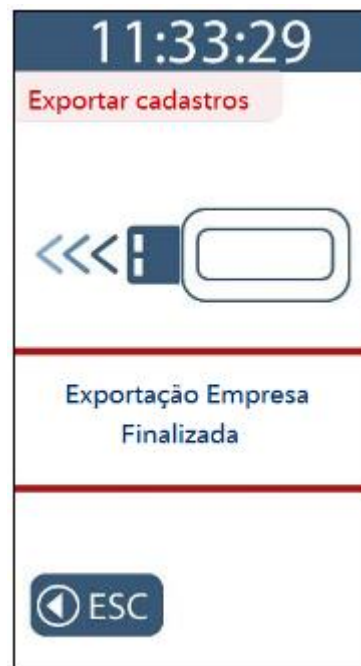 11:33:29
Exportar cadastros
Exportação Empresa
Finalizada
ESC